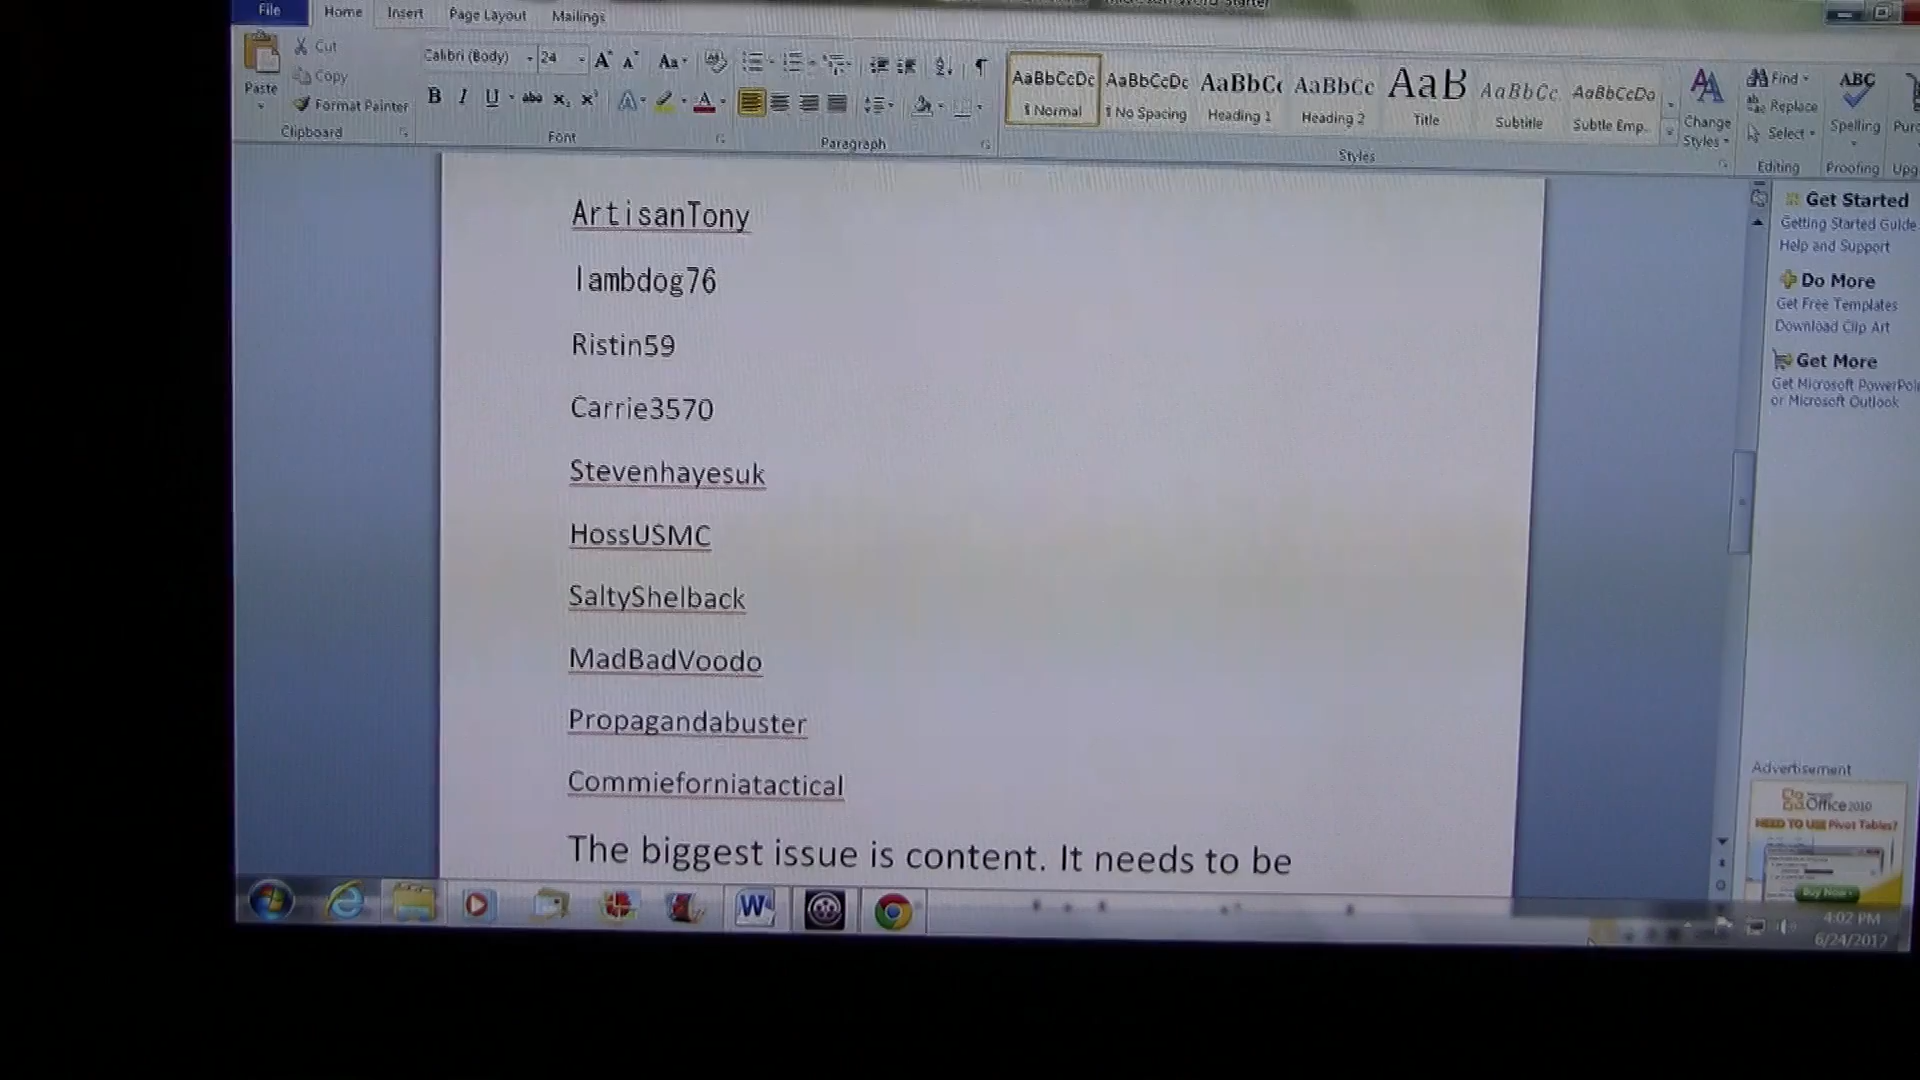 File Home Insert Page Layout Mailings
Paste
Cut
Copy
Format Painter
Clipboard
Calibri (Body) 24
B I U abe
Font
Paragraph
AaBbCcDc AaBbCcDc AaBbCc AaBbCc AaB AaBbCc. AaBbCcDa
¶ Normal ¶ No Spacing Heading 1 Heading 2 Title Subtitle Subtle Emp...
Change Styles
Styles
Find
Replace
Select
Editing
ABC
Spelling
Proofing
ArtisanTony
lambdog76
Ristin59
Carrie3570
Stevenhayesuk
HossUSMC
SaltyShelback
MadBadVoodo
Propagandabuster
Commieforniatactical
The biggest issue is content. It needs to be
Get Started
Getting Started Guide
Help and Support
Do More
Get Free Templates
Download Clip Art
Get More
Get Microsoft PowerPoi
or Microsoft Outlook
Advertisement
Office 2010
NEED TO USE Pivot Tables?
Buy Now
4:02 PM
6/24/2012